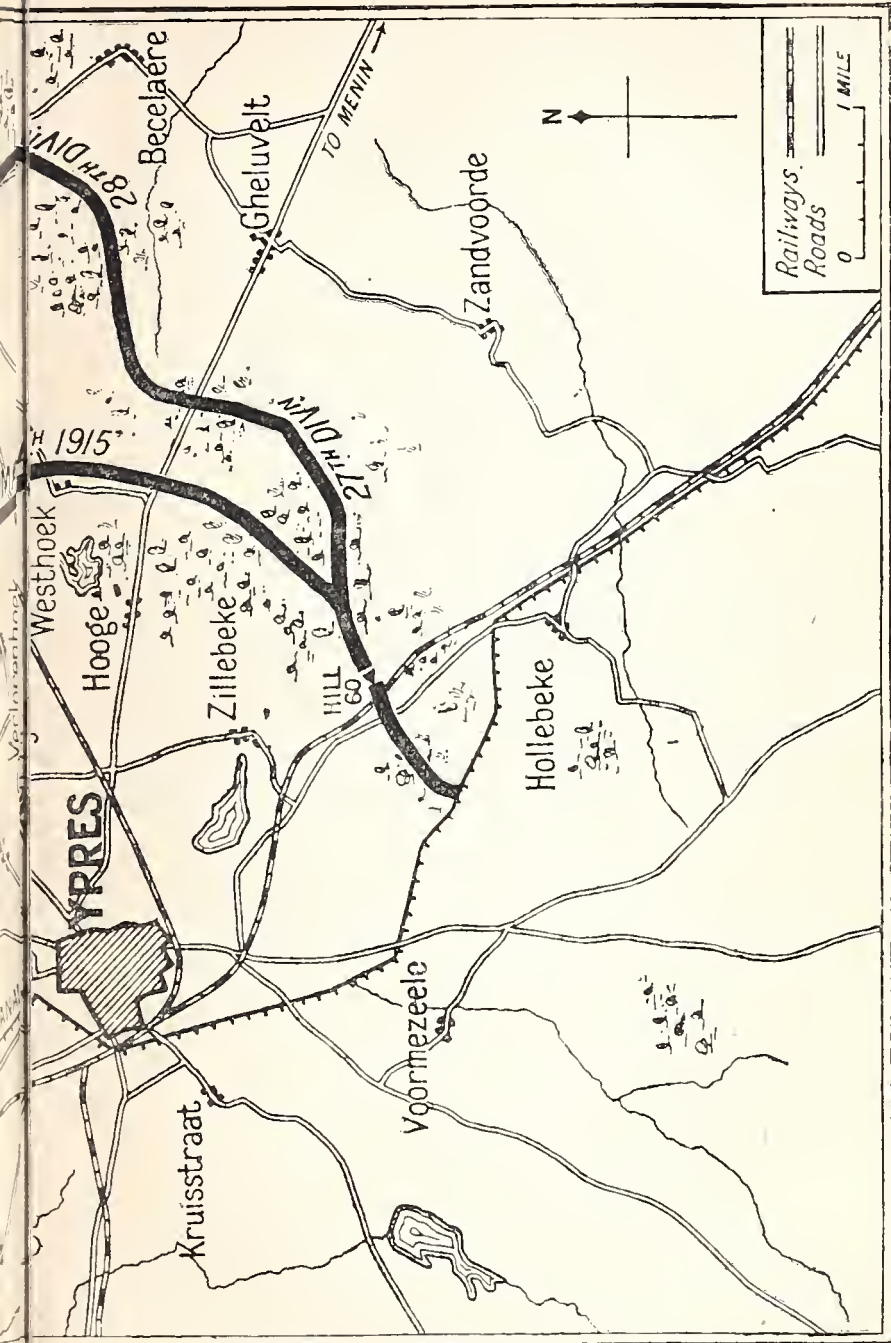 Becelaere
28TH DIVN
Gheluvelt
TO MENIN
1915
27TH DIVN
Westhoek
Hooge
Zillebeke
Zandvoorde
HILL
60
YPRES
Hollebeke
Voormezeele
Kruisstraat
N
Railways
Roads
0 1 MILE